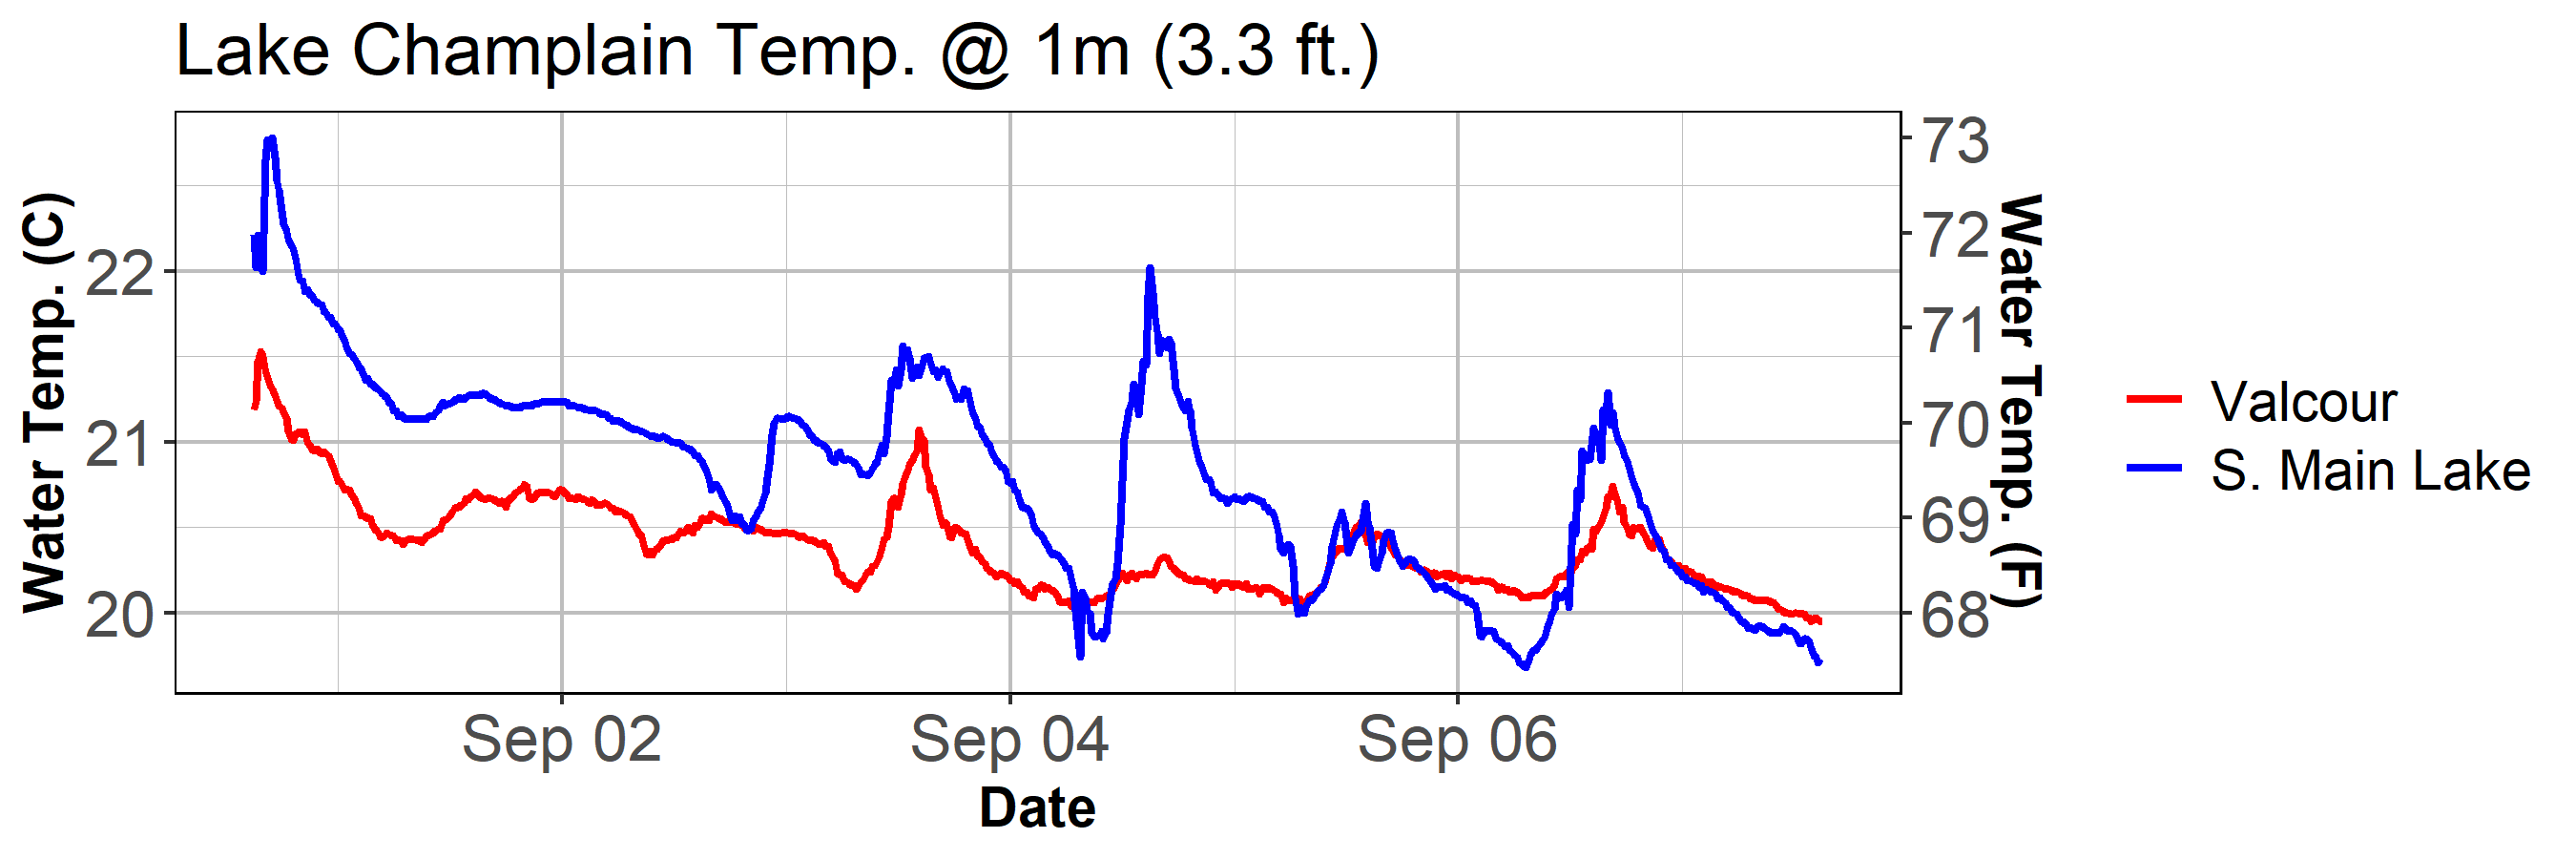 Lake Champlain Temp. @ 1m (3.3 ft.)
Water Temp. (C)
22
21
20
73
72
71
70
69
68
Water Temp. (F)
Sep 02
Sep 04
Sep 06
Date
Valcour
S. Main Lake